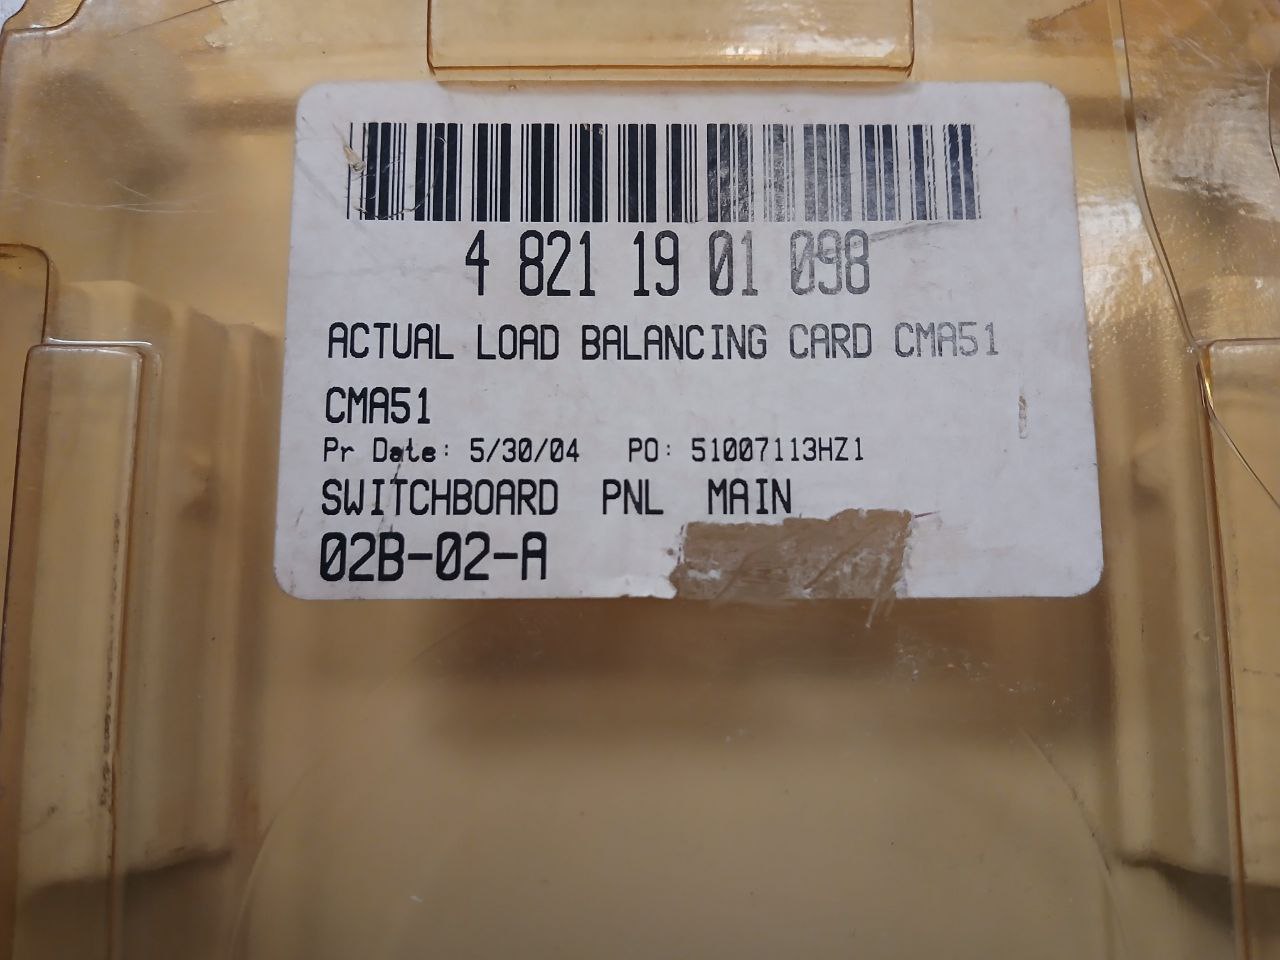 4 821 19 01 098
ACTUAL LOAD BALANCING CARD CMA51
CMA51
Pr Date: 5/30/04 PO: 51007113HZ1
SWITCHBOARD PNL MAIN
02B-02-A